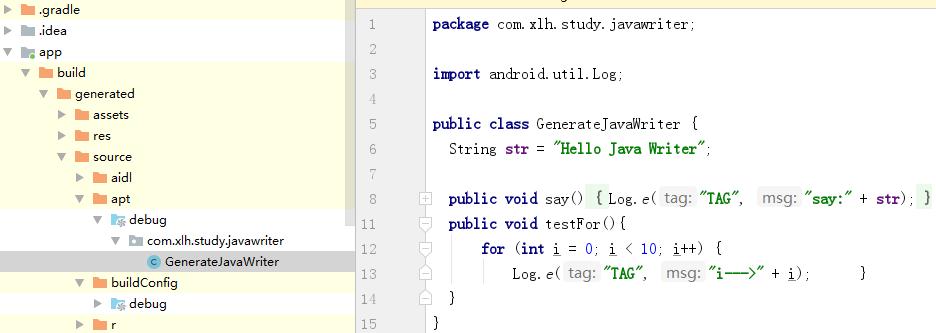 .gradle
.idea
app
build
generated
assets
res
source
aidl
apt
debug
com.xlh.study.javawriter
GenerateJavaWriter
buildConfig
debug
r
1 package com.xlh.study.javawriter;
2
3 import android.util.Log;
4
5 public class GenerateJavaWriter {
6 String str = "Hello Java Writer";
7
8 public void say() { Log.e( tag: "TAG", msg: "say:" + str); }
11 public void testFor(){
12 for (int i = 0; i < 10; i++) {
13 Log.e( tag: "TAG", msg: "i--->" + i); }
14 }
15 }